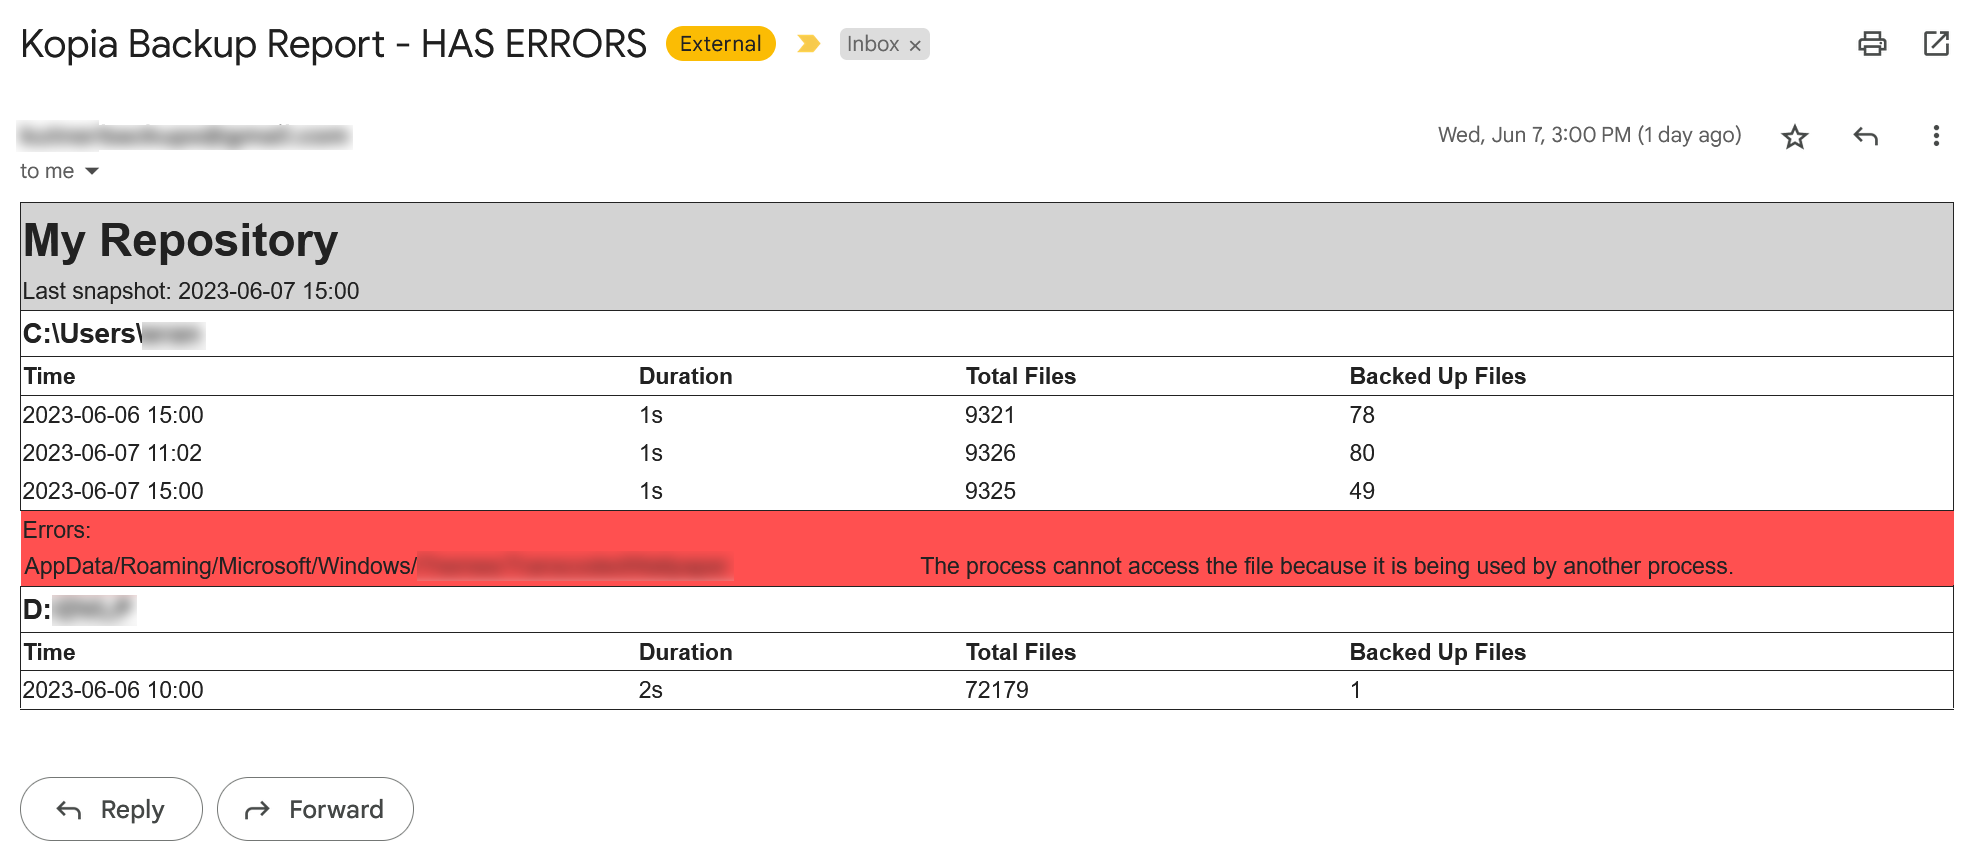 Kopia Backup Report - HAS ERRORS External Inbox ×
Wed, Jun 7, 3:00 PM (1 day ago)
to me
My Repository
Last snapshot: 2023-06-07 15:00
C:\Users\
Time Duration Total Files Backed Up Files
2023-06-06 15:00 1s 9321 78
2023-06-07 11:02 1s 9326 80
2023-06-07 15:00 1s 9325 49
Errors:
AppData/Roaming/Microsoft/Windows/ The process cannot access the file because it is being used by another process.
D:
Time Duration Total Files Backed Up Files
2023-06-06 10:00 2s 72179 1
Reply Forward